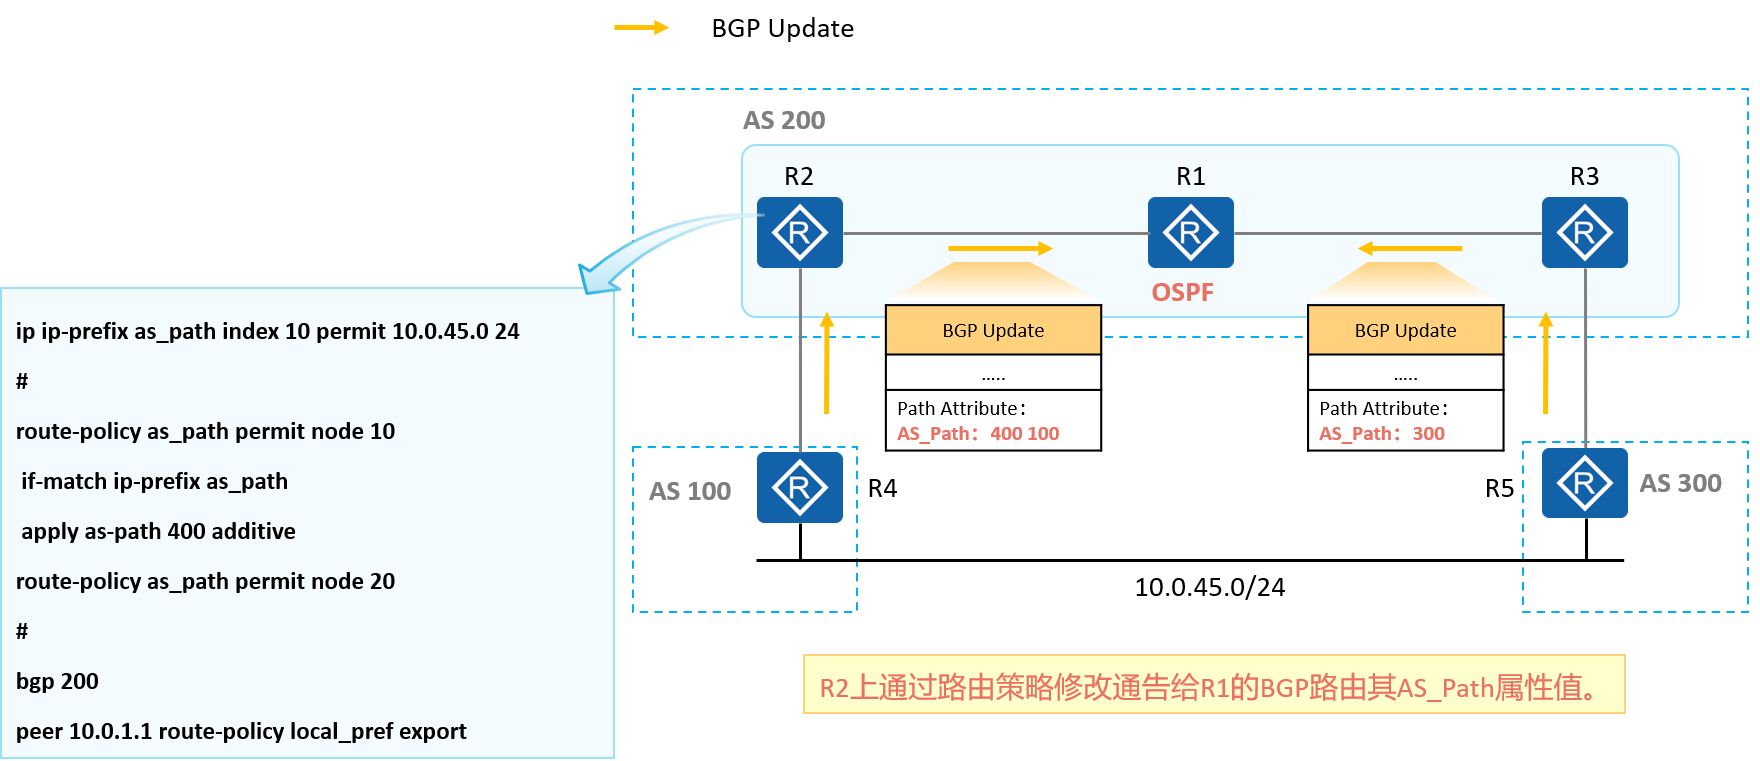 BGP Update
AS 200
R2
R1
R3
OSPF
ip ip-prefix as_path index 10 permit 10.0.45.0 24
#
route-policy as_path permit node 10
if-match ip-prefix as_path
apply as-path 400 additive
route-policy as_path permit node 20
#
bgp 200
peer 10.0.1.1 route-policy local_pref export
BGP Update
.....
Path Attribute：
AS_Path：400 100
BGP Update
.....
Path Attribute：
AS_Path：300
AS 100
R4
R5
AS 300
10.0.45.0/24
R2上通过路由策略修改通告给R1的BGP路由其AS_Path属性值。